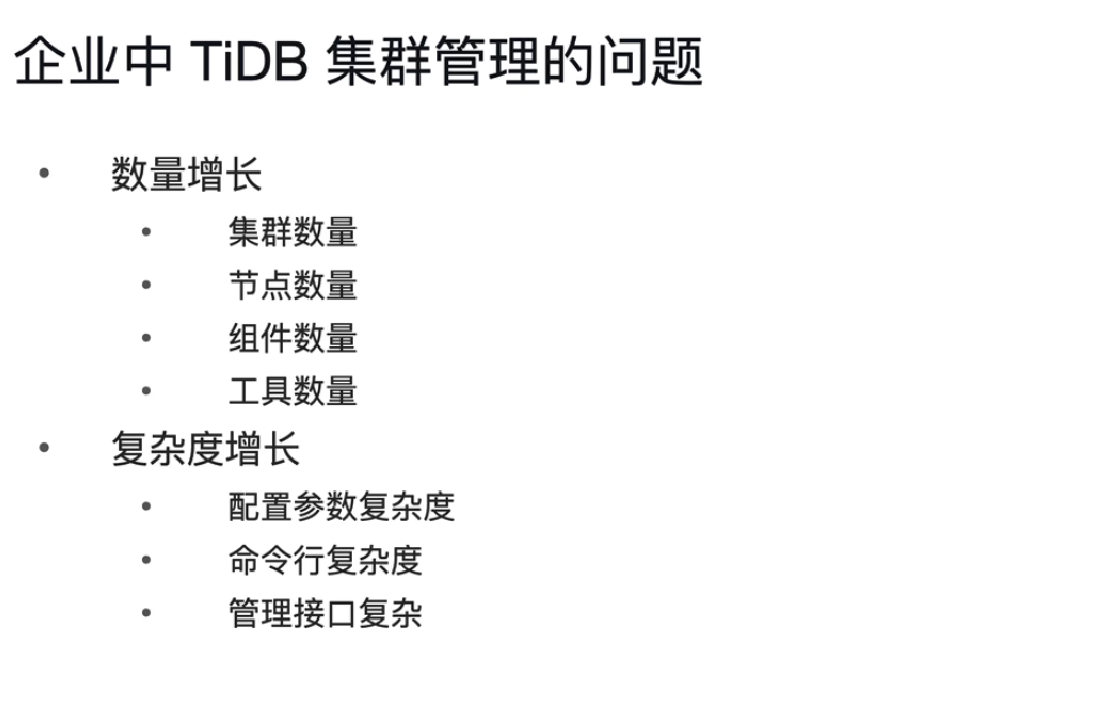 企业中 TiDB 集群管理的问题
• 数量增长
• 集群数量
• 节点数量
• 组件数量
• 工具数量
• 复杂度增长
• 配置参数复杂度
• 命令行复杂度
• 管理接口复杂